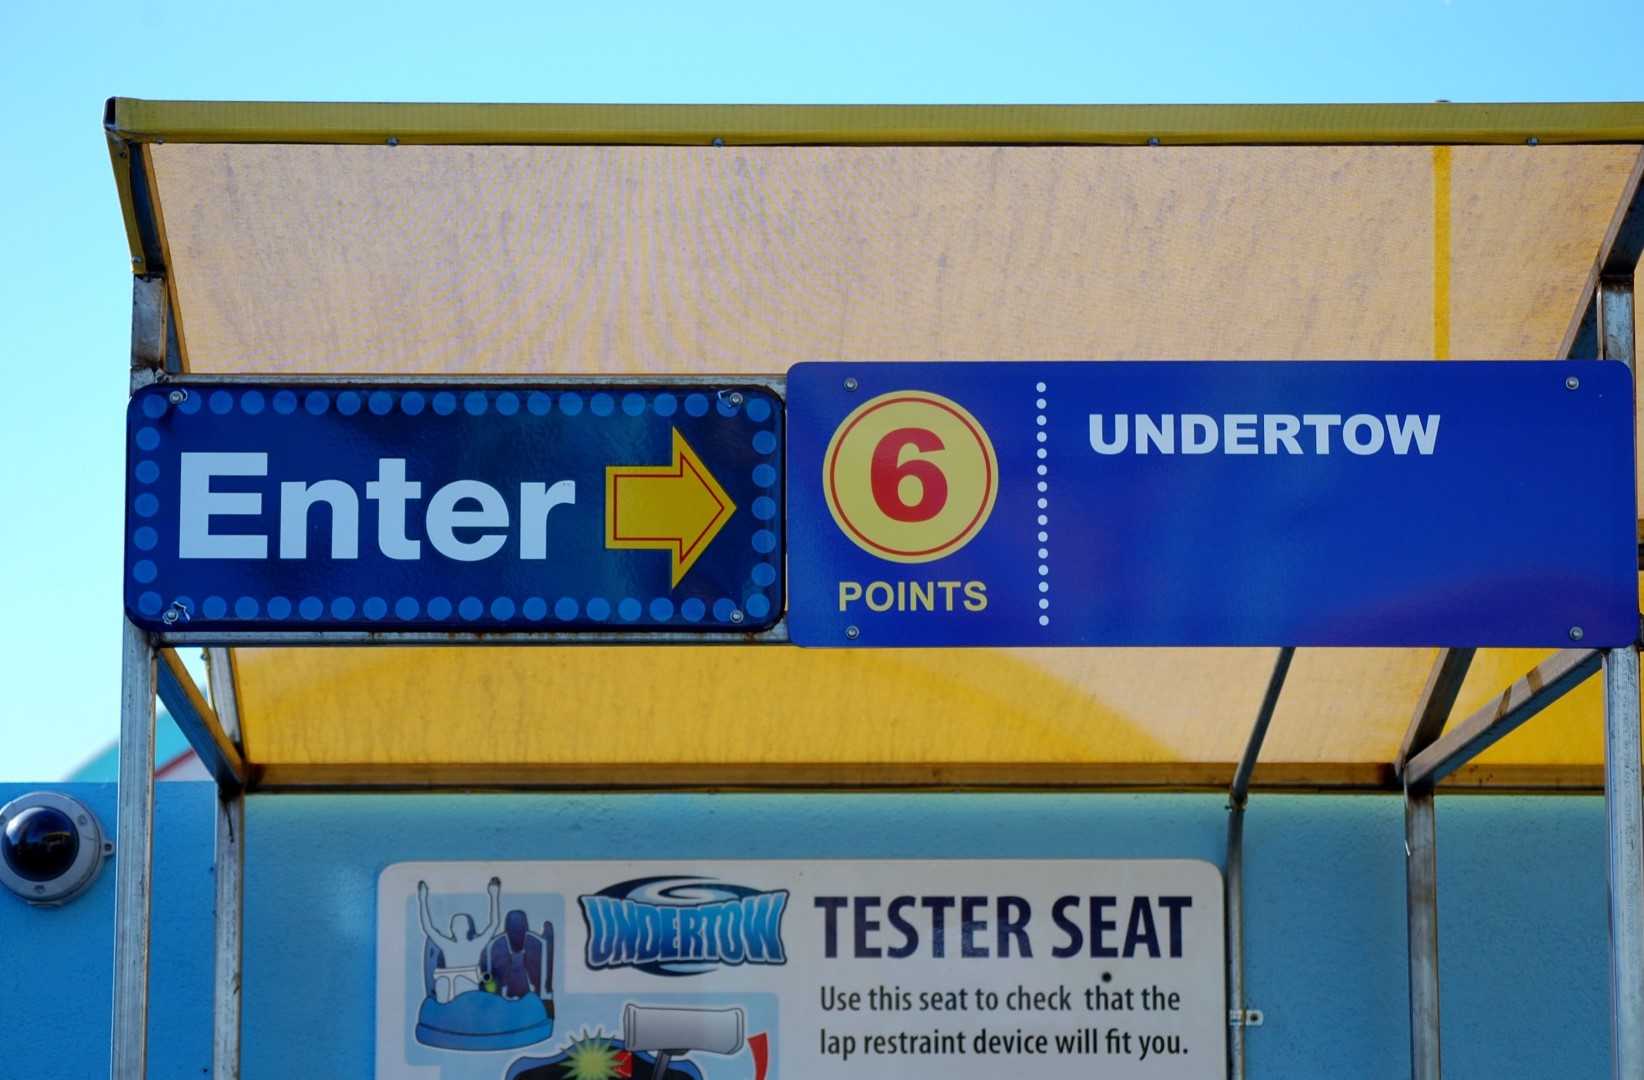 Enter
6
POINTS
UNDERTOW
UNDERTOW
TESTER SEAT
Use this seat to check that the
lap restraint device will fit you.